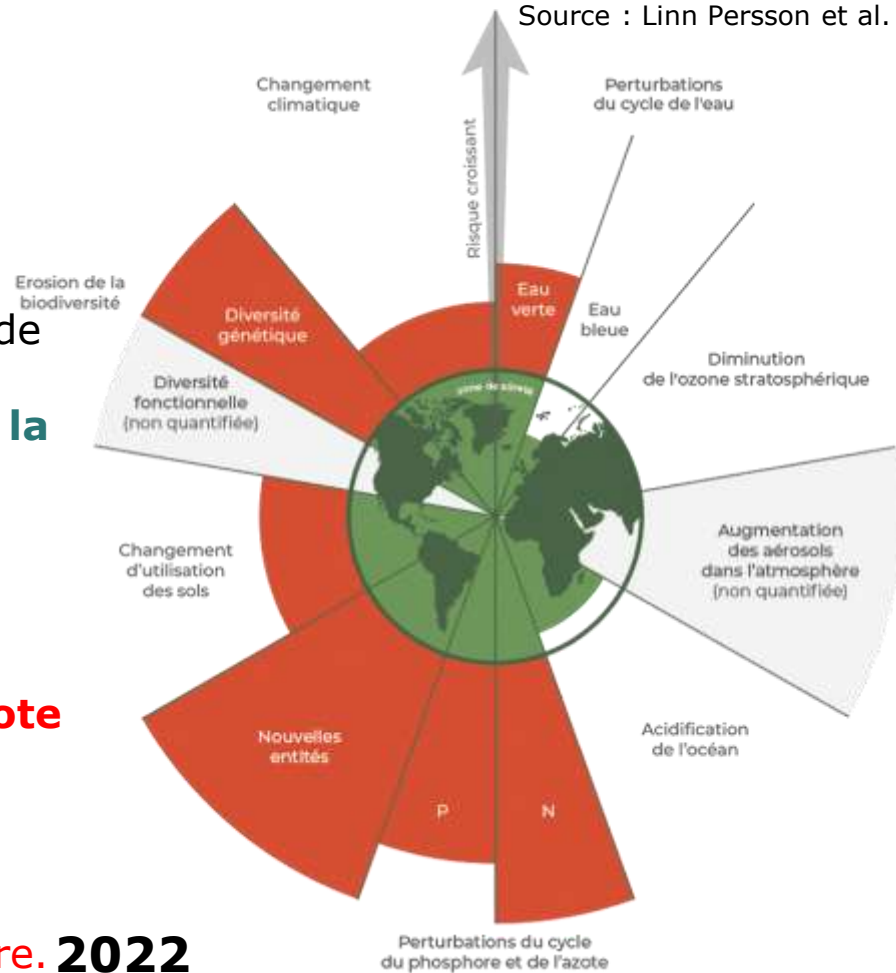 Source : Linn Persson et al.
Changement
climatique
Perturbations
du cycle de l'eau
Risque croissant
Erosion de la
biodiversité
Diversité
génétique
Eau
verte
Eau
bleue
de
Diversité
fonctionnelle
(non quantifiée)
la
zone de sûreté
Diminution
de l'ozone stratosphérique
Changement
d'utilisation
des sols
Augmentation
des aérosols
dans l'atmosphère
(non quantifiée)
ote
Nouvelles
entités
Acidification
de l'océan
P
N
re. 2022
Perturbations du cycle
du phosphore et de l'azote